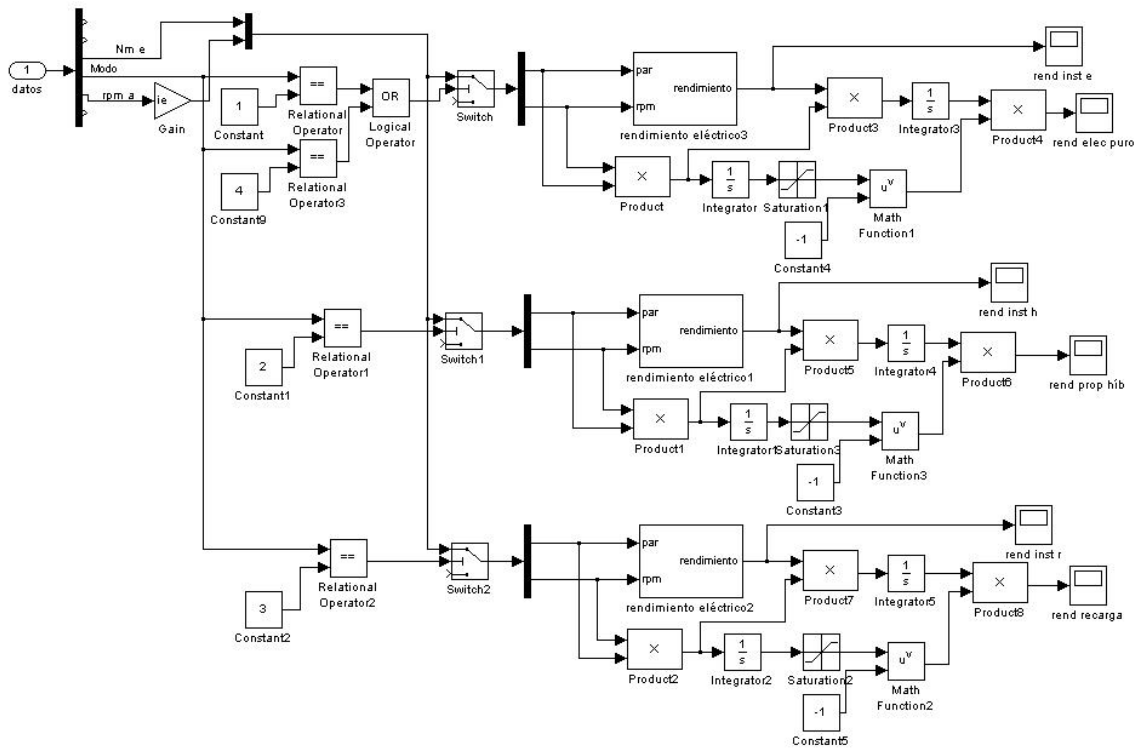 1
datos
Nm e
Modo
rpm a
ie
Gain
1
Constant
==
Relational
Operator
OR
Logical
Operator
4
Constant9
==
Relational
Operator3
Switch
par
rpm
rendimiento
rendimiento eléctrico3
×
Product
1
s
Integrator
Saturation1
-1
Constant4
u^v
Math
Function1
×
Product3
1
s
Integrator3
×
Product4
rend inst e
rend elec puro
2
Constant1
==
Relational
Operator1
Switch1
par
rpm
rendimiento
rendimiento eléctrico1
×
Product1
1
s
Integrator1
Saturation3
-1
Constant3
u^v
Math
Function3
×
Product5
1
s
Integrator4
×
Product6
rend inst h
rend prop híb
3
Constant2
==
Relational
Operator2
Switch2
par
rpm
rendimiento
rendimiento eléctrico2
×
Product2
1
s
Integrator2
Saturation2
-1
Constant5
u^v
Math
Function2
×
Product7
1
s
Integrator5
×
Product8
rend inst r
rend recarga